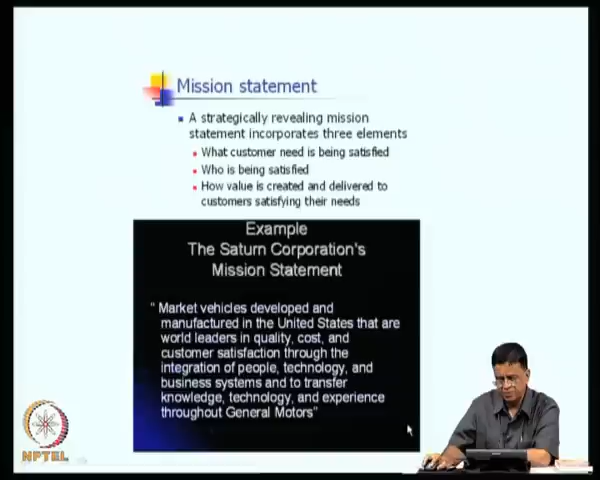 Mission statement
A strategically revealing mission
statement incorporates three elements
What customer need is being satisfied
Who is being satisfied
How value is created and delivered to
customers satisfying their needs
Example
The Saturn Corporation's
Mission Statement
" Market vehicles developed and
manufactured in the United States that are
world leaders in quality, cost, and
customer satisfaction through the
integration of people, technology, and
business systems and to transfer
knowledge, technology, and experience
throughout General Motors"
NPTEL